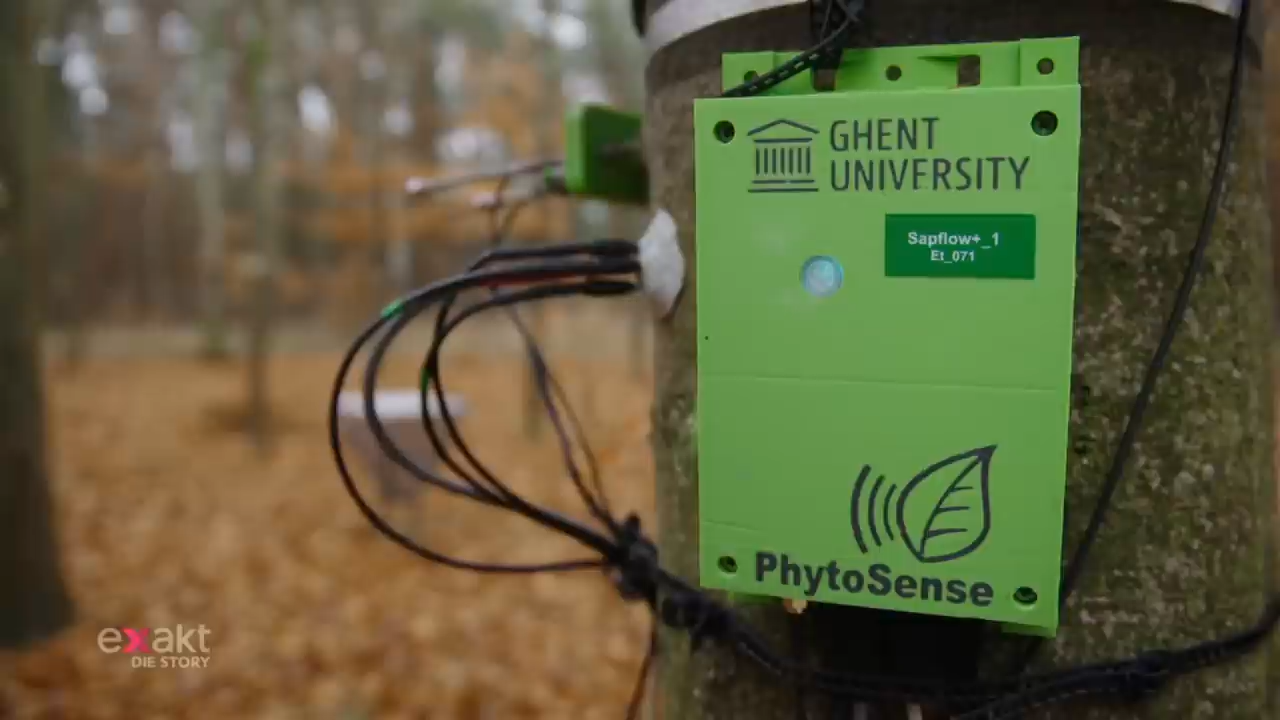 GHENT
UNIVERSITY
Sapflow+_1
Et_071
PhytoSense
exakt
DIE STORY